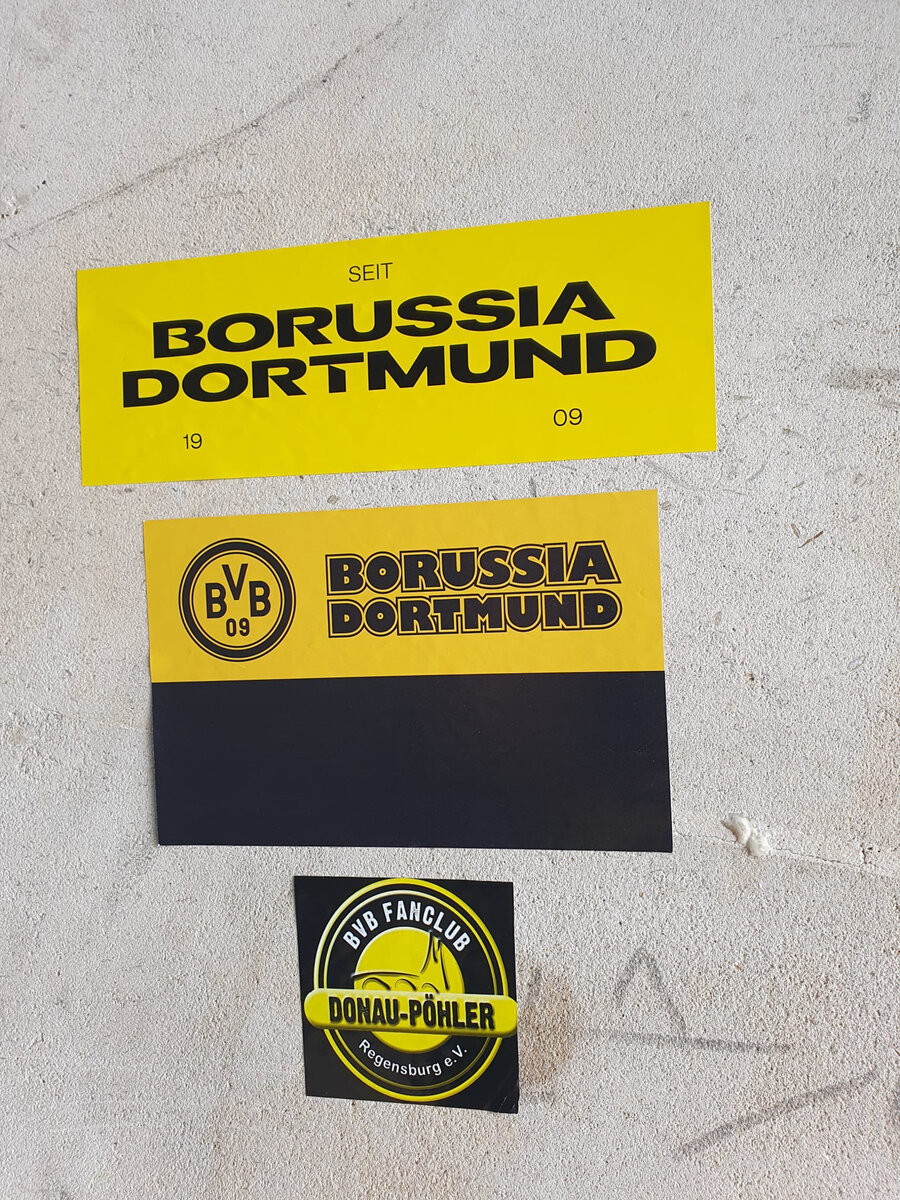 SEIT
BORUSSIA
DORTMUND
19 09
BVB
09
BORUSSIA
DORTMUND
BVB FANCLUB
DONAU-PÖHLER
Regensburg e.V.